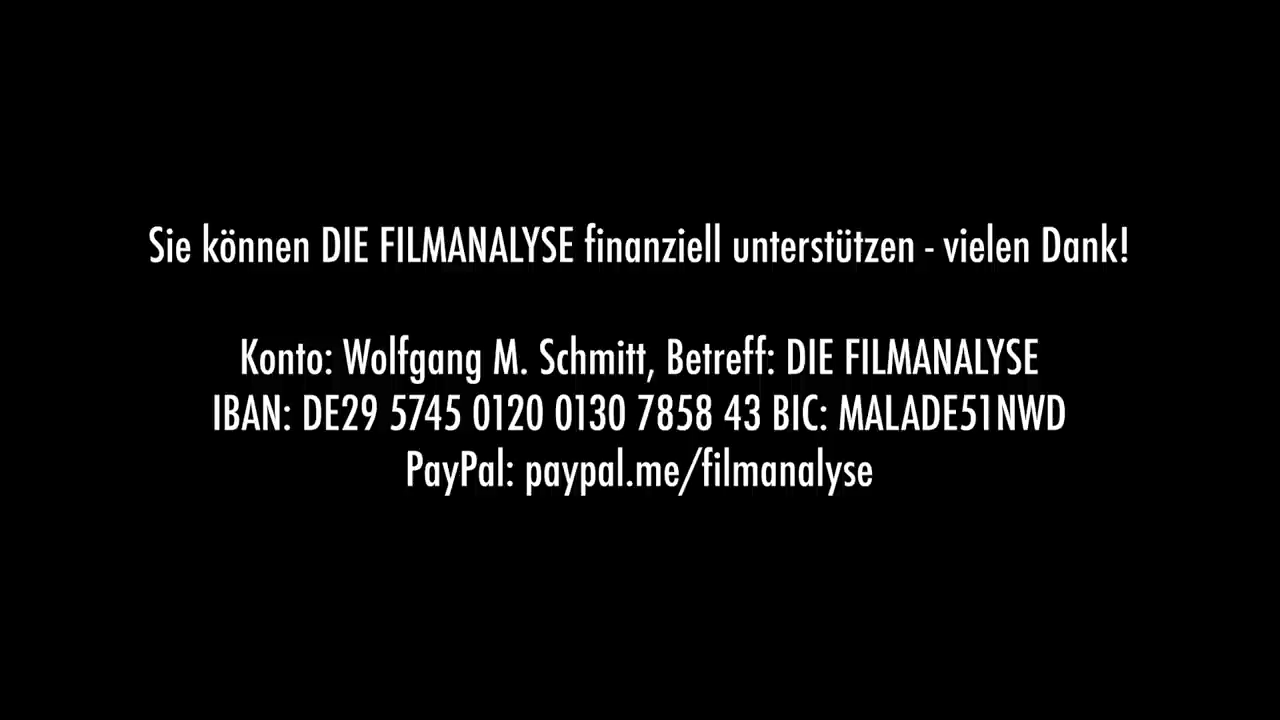 Sie können DIE FILMANALYSE finanziell unterstützen - vielen Dank!
Konto: Wolfgang M. Schmitt, Betreff: DIE FILMANALYSE
IBAN: DE29 5745 0120 0130 7858 43 BIC: MALADE51NWD
PayPal: paypal.me/filmanalyse